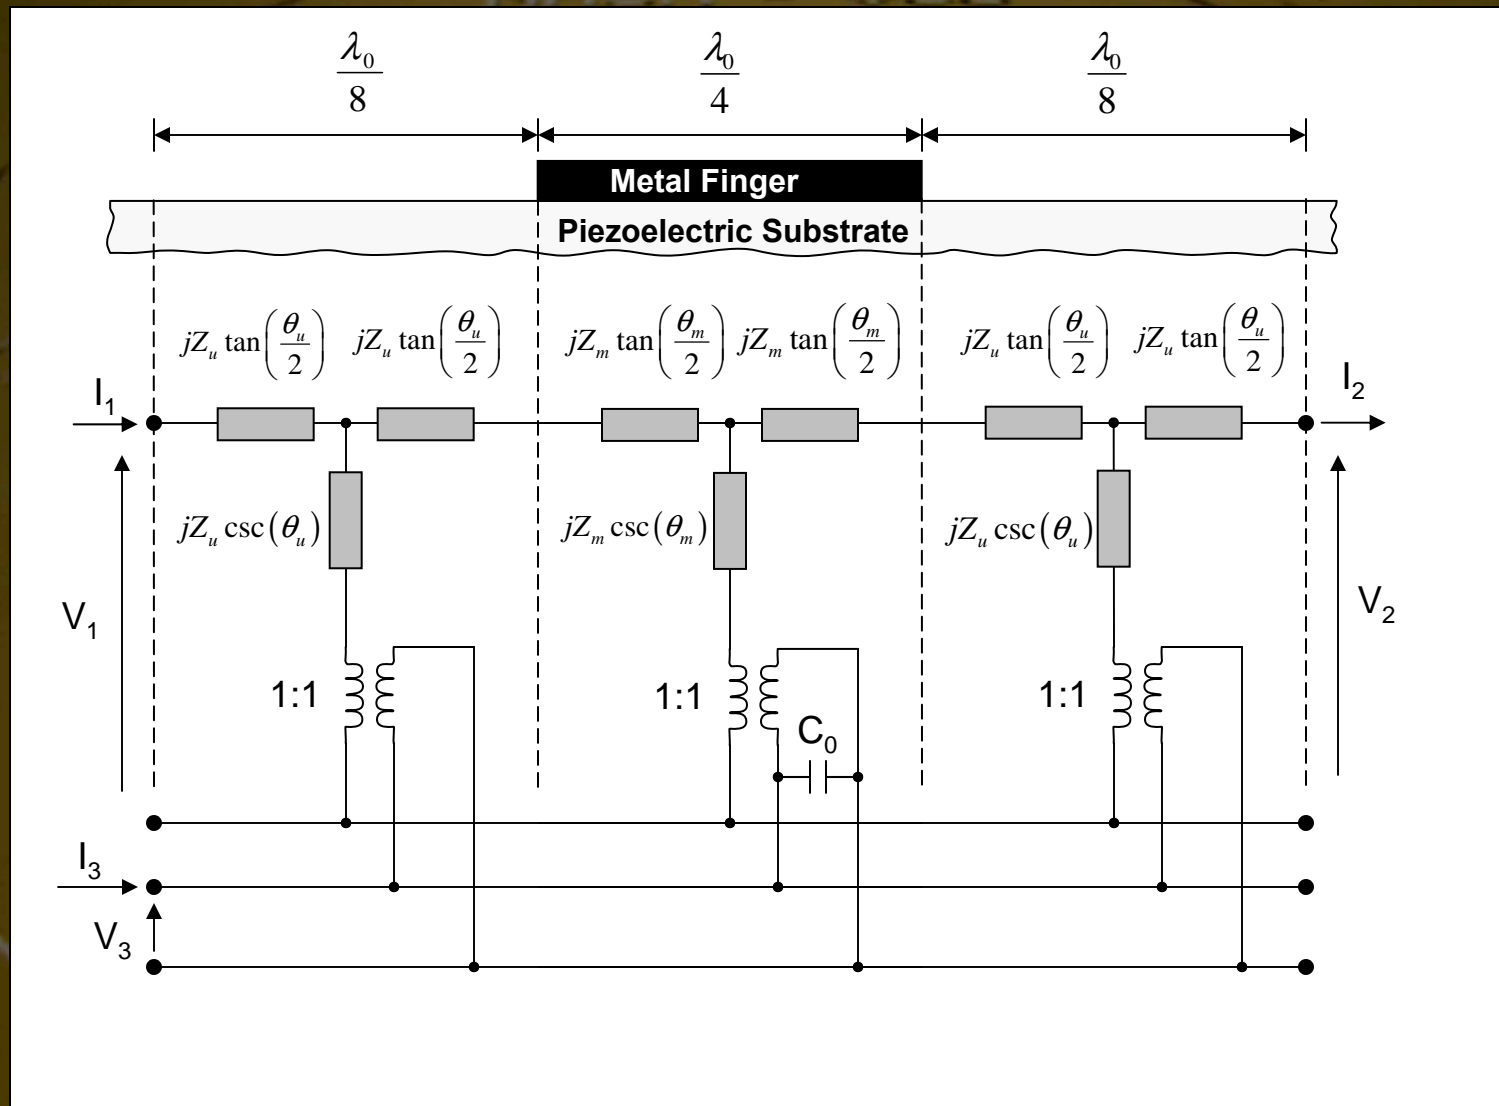 λ₀/8 λ₀/4 λ₀/8
Metal Finger
Piezoelectric Substrate
jZᵤ tan(θᵤ/2) jZᵤ tan(θᵤ/2) jZₘ tan(θₘ/2) jZₘ tan(θₘ/2) jZᵤ tan(θᵤ/2) jZᵤ tan(θᵤ/2)
I₁ I₂
jZᵤ csc(θᵤ) jZₘ csc(θₘ) jZᵤ csc(θᵤ)
V₁ V₂
1:1 1:1 1:1
C₀
I₃
V₃